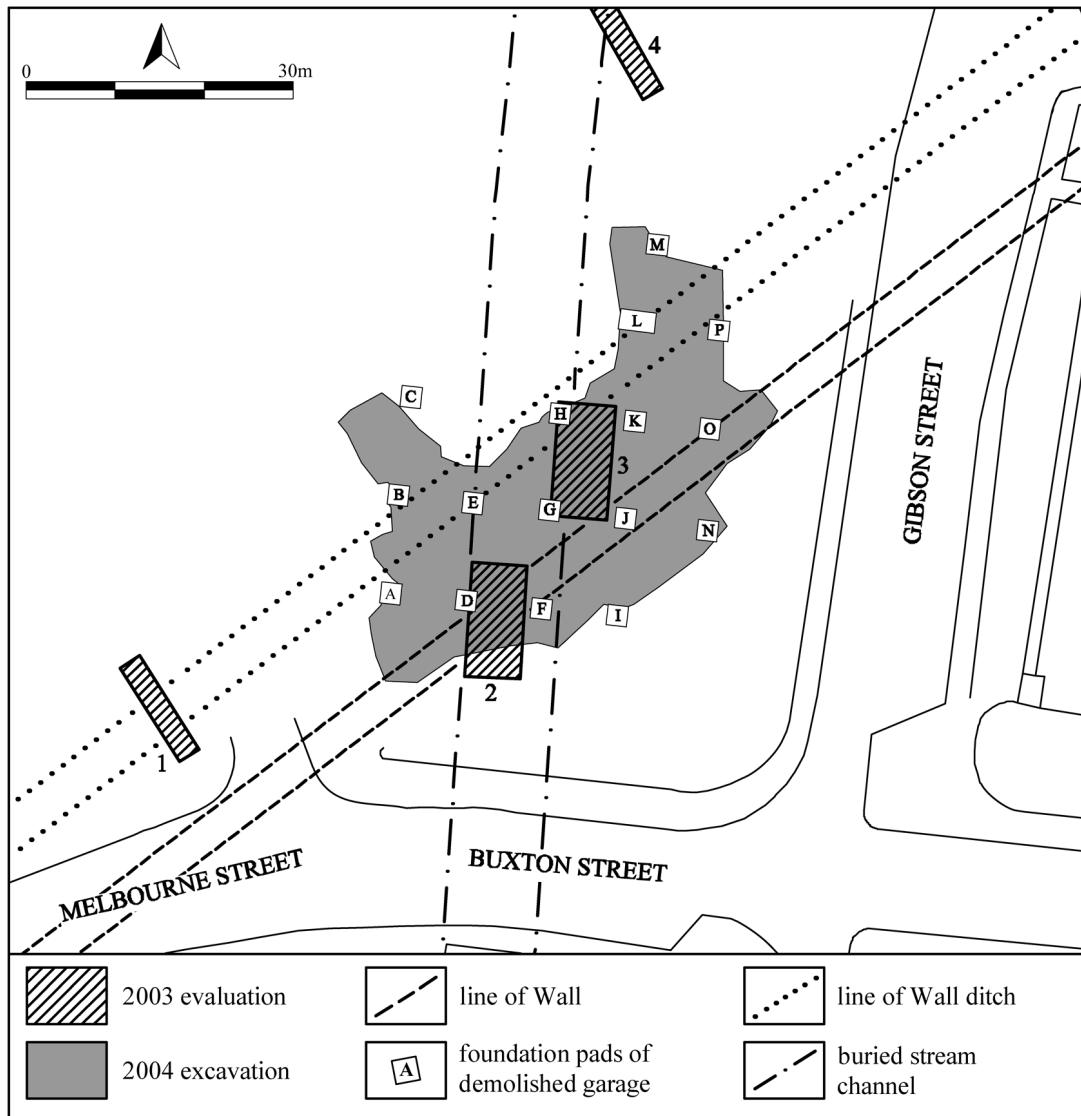 4
0
30m
M
L
P
C
H
K
O
GIBSON STREET
3
B
E
G
J
N
A
D
F
I
2
1
BUXTON STREET
MELBOURNE STREET
2003 evaluation
line of Wall
line of Wall ditch
2004 excavation
A
foundation pads of
demolished garage
buried stream
channel